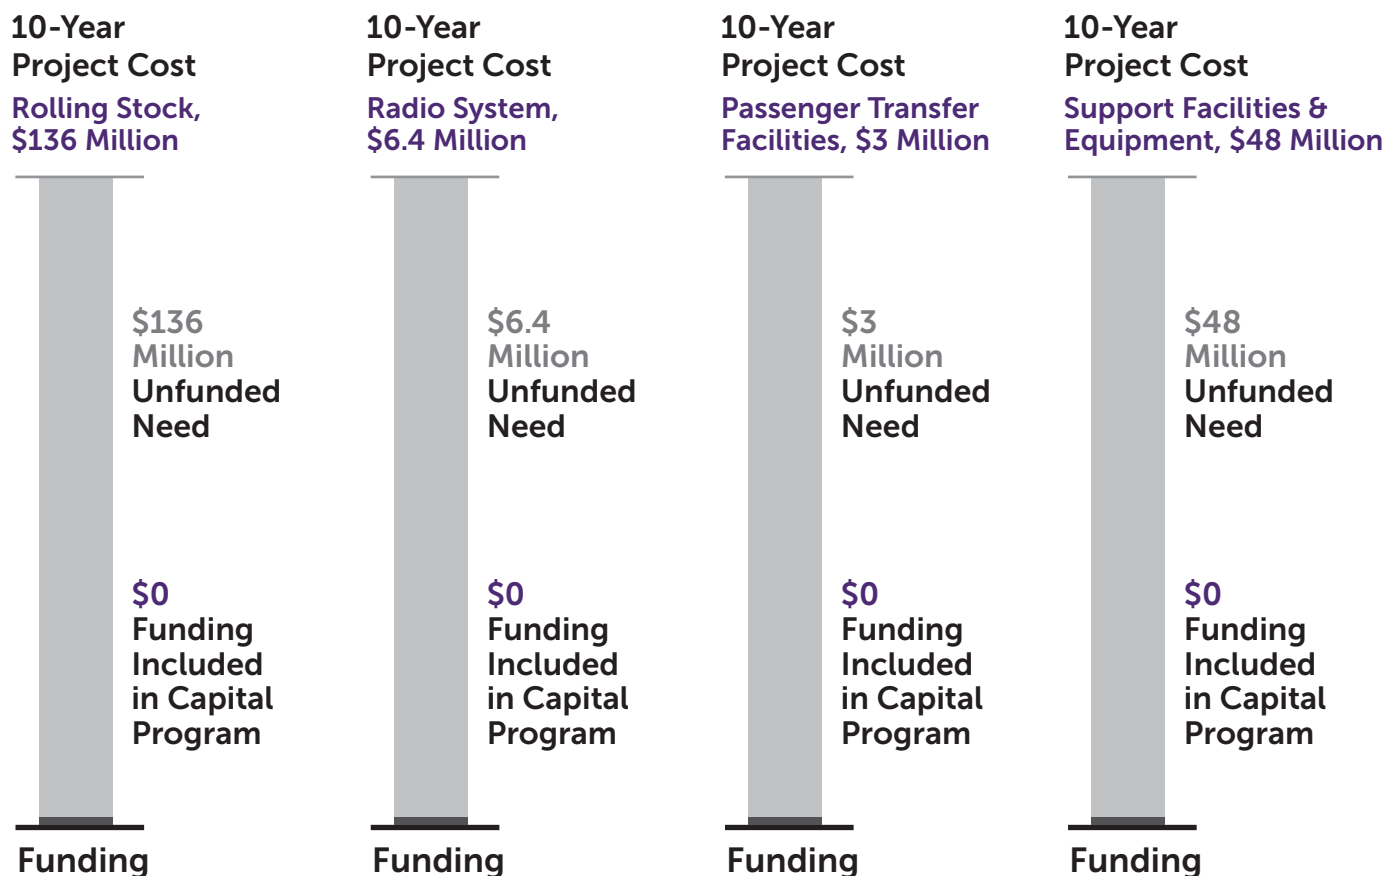 10-Year
Project Cost
Rolling Stock,
$136 Million
$136
Million
Unfunded
Need
$0
Funding
Included
in Capital
Program
Funding
10-Year
Project Cost
Radio System,
$6.4 Million
$6.4
Million
Unfunded
Need
$0
Funding
Included
in Capital
Program
Funding
10-Year
Project Cost
Passenger Transfer
Facilities, $3 Million
$3
Million
Unfunded
Need
$0
Funding
Included
in Capital
Program
Funding
10-Year
Project Cost
Support Facilities &
Equipment, $48 Million
$48
Million
Unfunded
Need
$0
Funding
Included
in Capital
Program
Funding